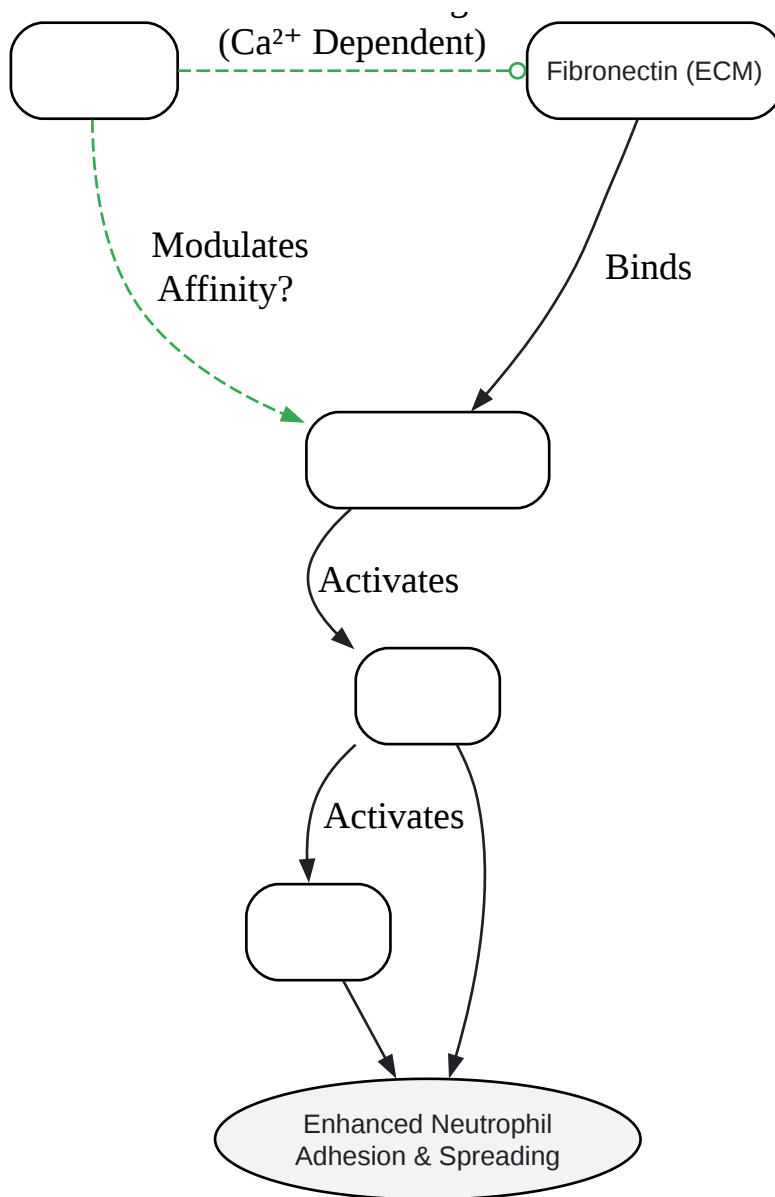 (Ca²⁺ Dependent)
Fibronectin (ECM)
Modulates
Affinity?
Binds
Activates
Activates
Enhanced Neutrophil
Adhesion & Spreading